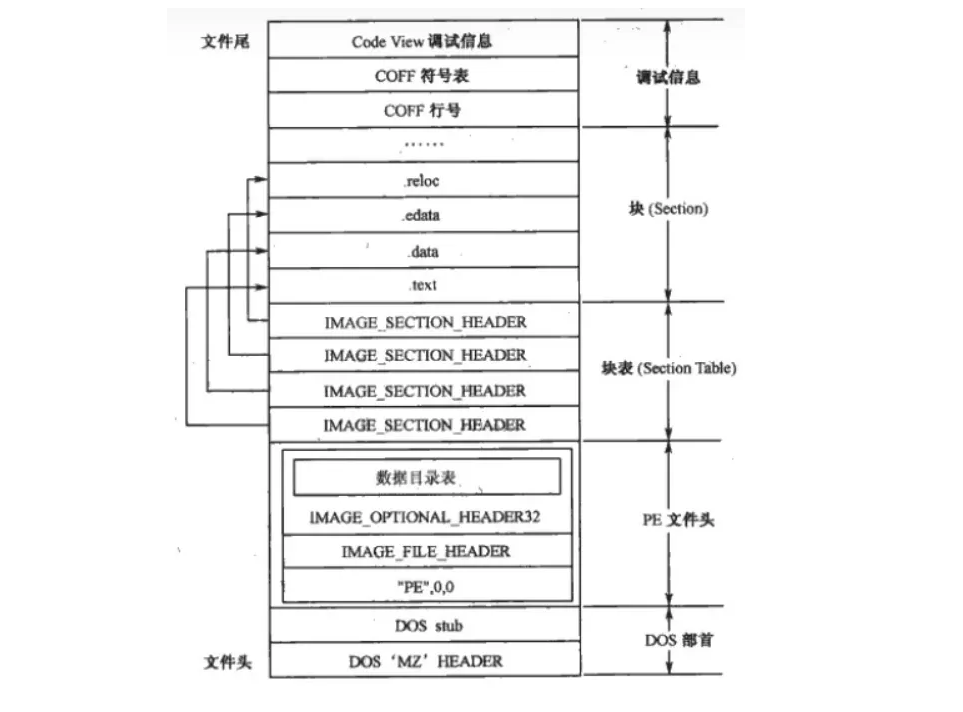 文件尾
Code View 调试信息
COFF 符号表
调试信息
COFF 行号
······
.reloc
块 (Section)
.edata
.data
.text
IMAGE_SECTION_HEADER
IMAGE_SECTION_HEADER
块表 (Section Table)
IMAGE_SECTION_HEADER
IMAGE_SECTION_HEADER
数据目录表
IMAGE_OPTIONAL_HEADER32
PE 文件头
IMAGE_FILE_HEADER
"PE",0,0
DOS stub
DOS 部首
文件头
DOS ‘MZ’ HEADER